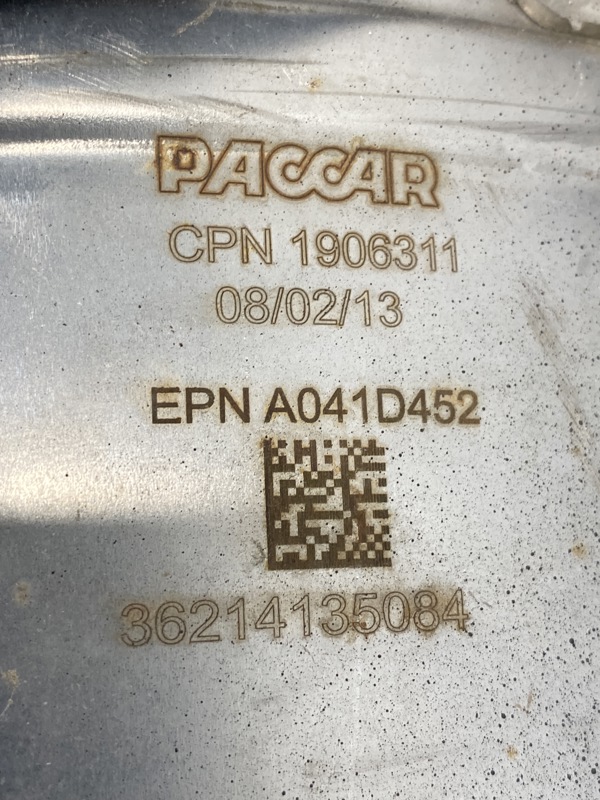 PACCAR
CPN 1906311
08/02/13
EPN A041D452
36214135084